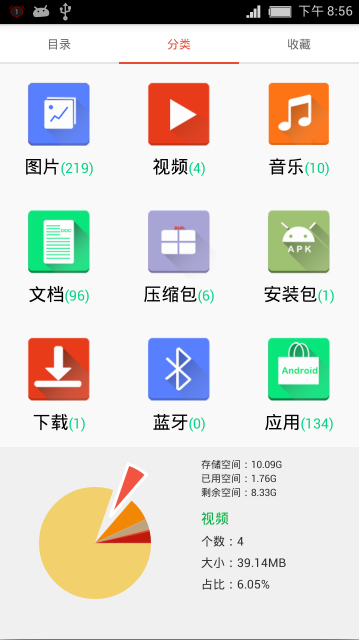 下午 8:56
目录 分类 收藏
图片(219) 视频(4) 音乐(10)
DOC
APK
文档(96) 压缩包(6) 安装包(1)
Android
下载(1) 蓝牙(0) 应用(134)
存储空间：10.09G
已用空间：1.76G
剩余空间：8.33G
视频
个数：4
大小：39.14MB
占比：6.05%